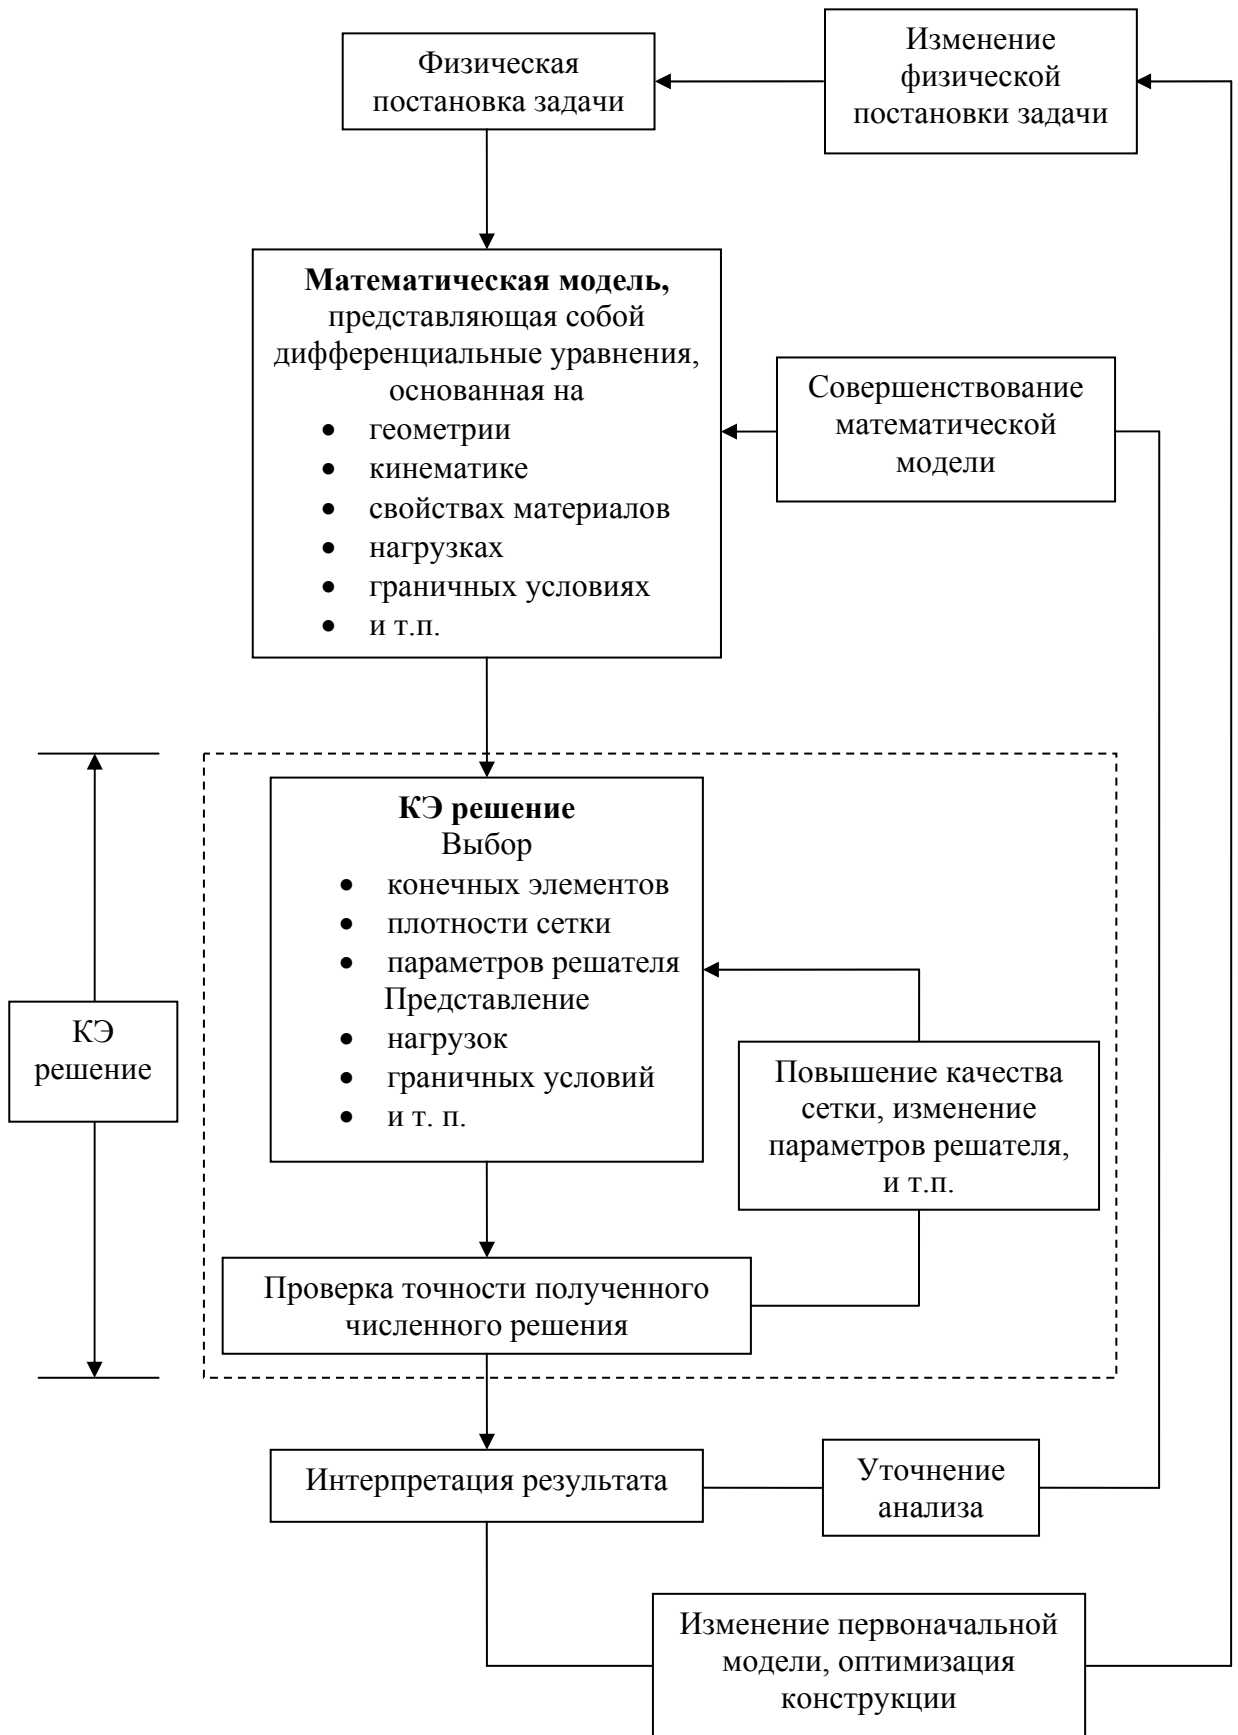 Физическая
постановка задачи
Изменение
физической
постановки задачи
Математическая модель,
представляющая собой
дифференциальные уравнения,
основанная на
• геометрии
• кинематике
• свойствах материалов
• нагрузках
• граничных условиях
• и т.п.
Совершенствование
математической
модели
КЭ решение
Выбор
• конечных элементов
• плотности сетки
• параметров решателя
Представление
• нагрузок
• граничных условий
• и т. п.
КЭ
решение
Повышение качества
сетки, изменение
параметров решателя,
и т.п.
Проверка точности полученного
численного решения
Интерпретация результата
Уточнение
анализа
Изменение первоначальной
модели, оптимизация
конструкции